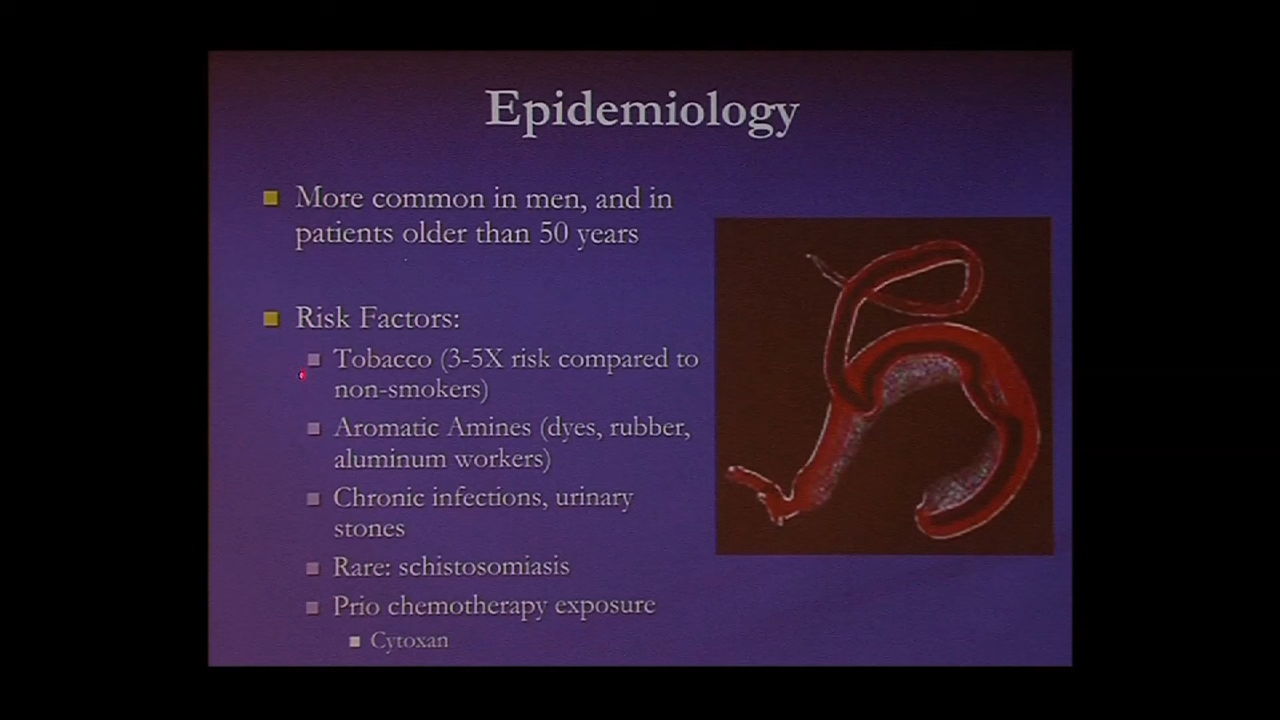 Epidemiology
More common in men, and in
patients older than 50 years
Risk Factors:
Tobacco (3-5X risk compared to
non-smokers)
Aromatic Amines (dyes, rubber,
aluminum workers)
Chronic infections, urinary
stones
Rare: schistosomiasis
Prio chemotherapy exposure
Cytoxan